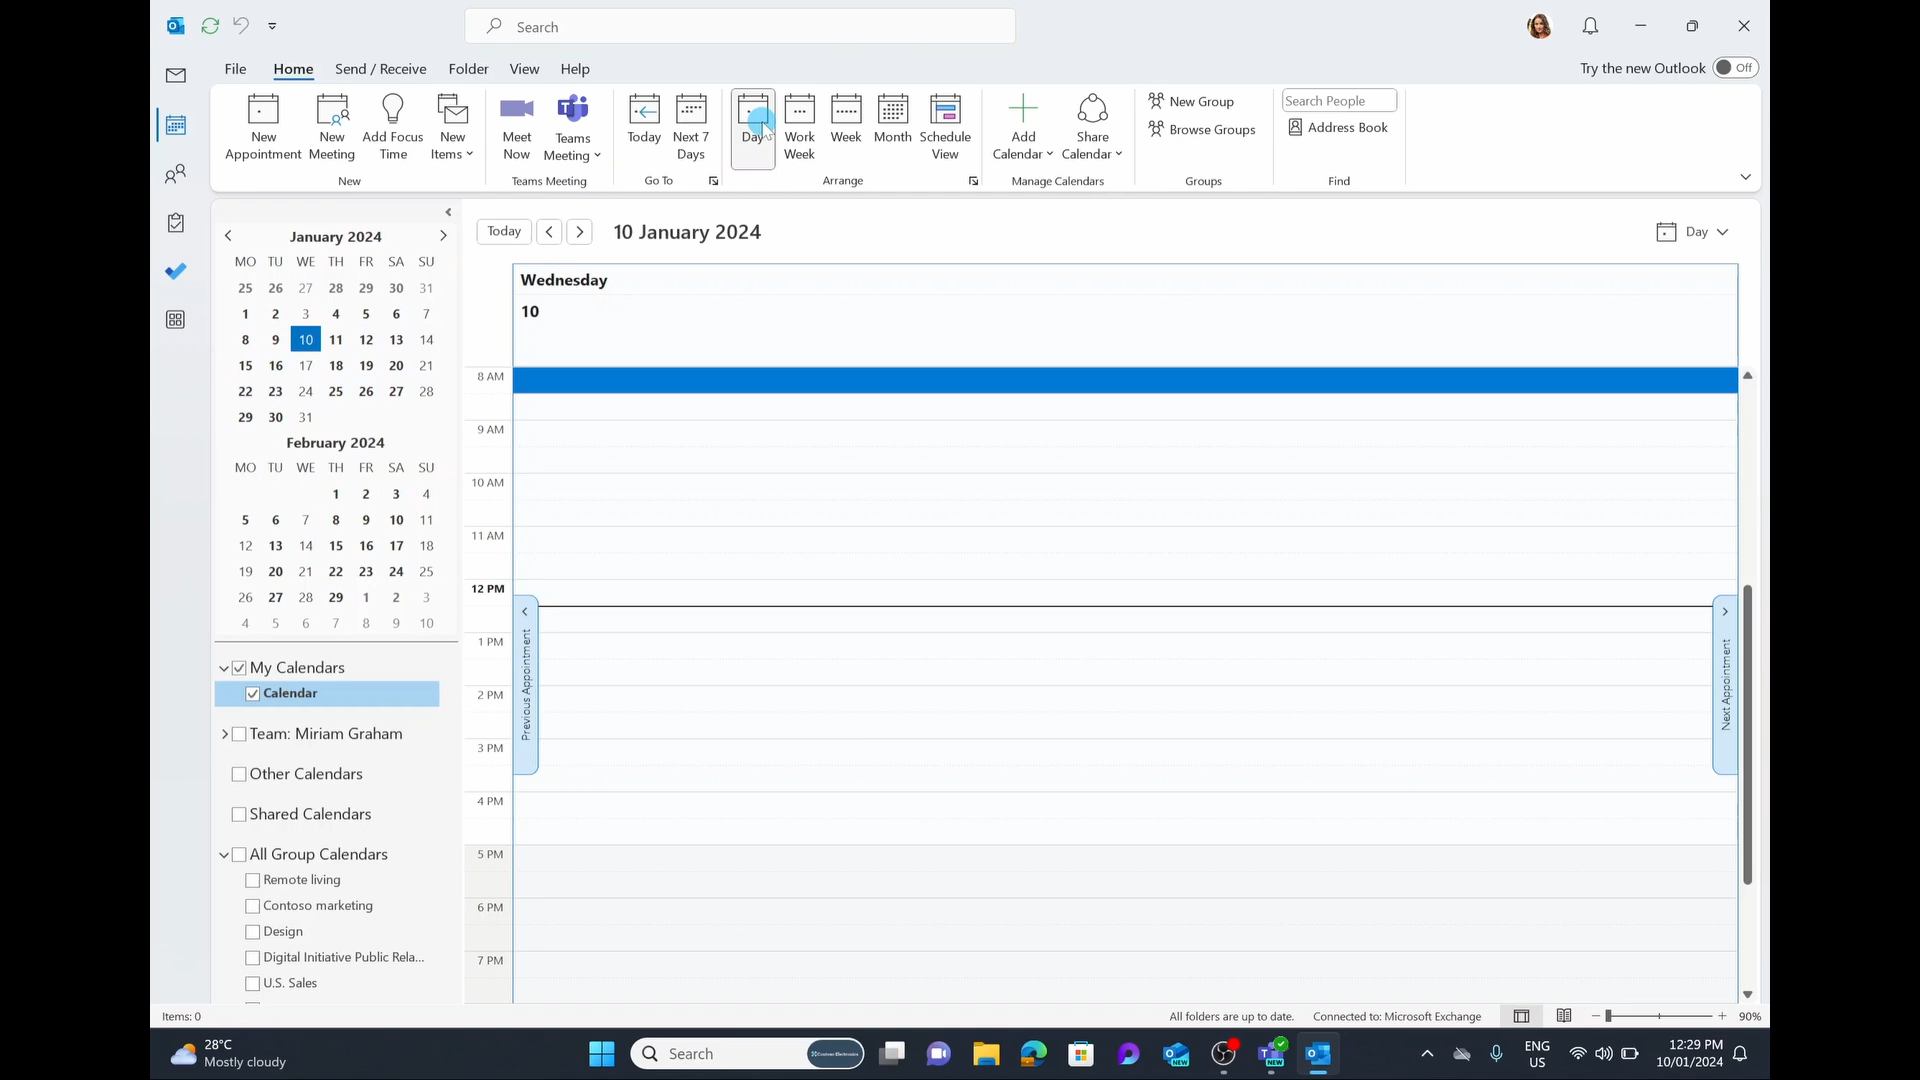 Search
File Home Send / Receive Folder View Help
Try the new Outlook Off
New Appointment
New Meeting
Add Focus Time
New Items
New
Meet Now
Teams Meeting
Teams Meeting
Today
Next 7 Days
Go To
Day
Work Week
Week
Month
Schedule View
Arrange
Add Calendar
Share Calendar
Manage Calendars
New Group
Browse Groups
Groups
Search People
Address Book
Find
January 2024
MO TU WE TH FR SA SU
25 26 27 28 29 30 31
1 2 3 4 5 6 7
8 9 10 11 12 13 14
15 16 17 18 19 20 21
22 23 24 25 26 27 28
29 30 31
February 2024
MO TU WE TH FR SA SU
1 2 3 4
5 6 7 8 9 10 11
12 13 14 15 16 17 18
19 20 21 22 23 24 25
26 27 28 29 1 2 3
4 5 6 7 8 9 10
My Calendars
Calendar
Team: Miriam Graham
Other Calendars
Shared Calendars
All Group Calendars
Remote living
Contoso marketing
Design
Digital Initiative Public Rela...
U.S. Sales
Today
10 January 2024
Day
Wednesday
10
8 AM
9 AM
10 AM
11 AM
12 PM
1 PM
2 PM
3 PM
4 PM
5 PM
6 PM
7 PM
Previous Appointment
Next Appointment
Items: 0
All folders are up to date.
Connected to: Microsoft Exchange
90%
28°C
Mostly cloudy
Search
Contoso Electronics
NEW
NEW
ENG
US
12:29 PM
10/01/2024